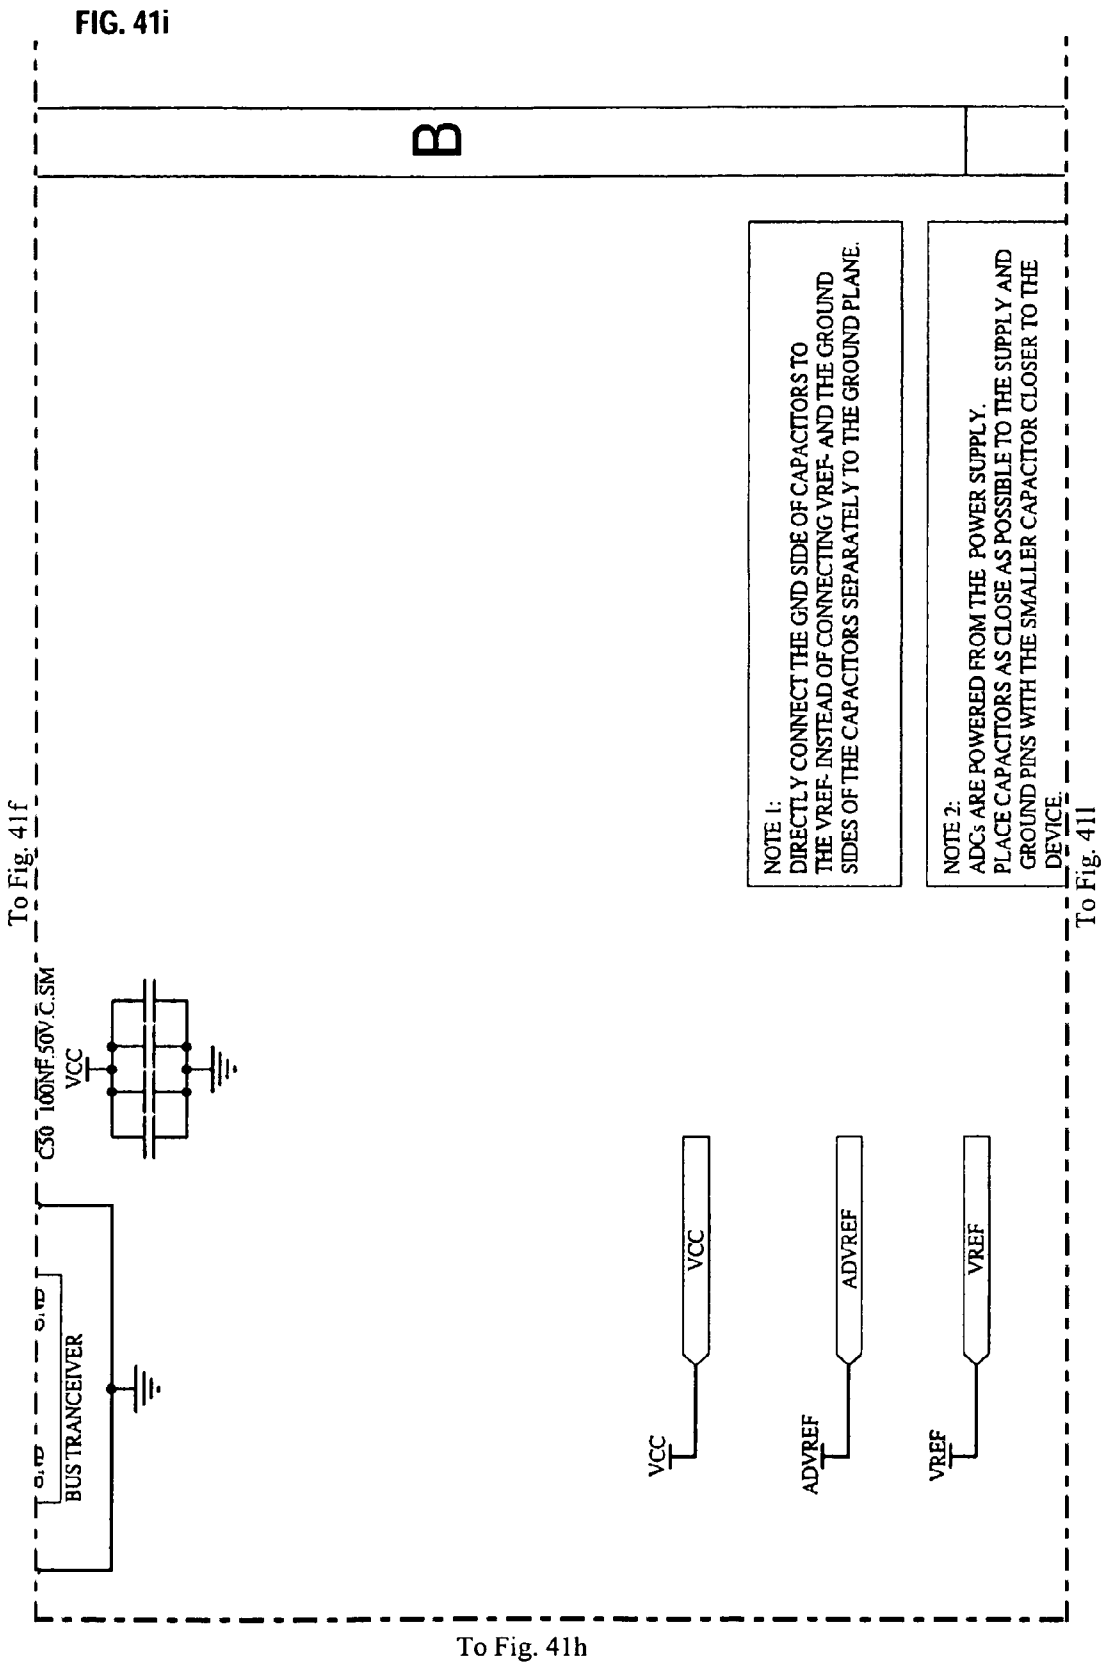 FIG. 41i
To Fig. 41f
B
C50 100NF.50V.C.SM
VCC
BUS TRANCEIVER
NOTE 1:
DIRECTLY CONNECT THE GND SIDE OF CAPACITORS TO
THE VREF- INSTEAD OF CONNECTING VREF- AND THE GROUND
SIDES OF THE CAPACITORS SEPARATELY TO THE GROUND PLANE.
NOTE 2:
ADCs ARE POWERED FROM THE POWER SUPPLY.
PLACE CAPACITORS AS CLOSE AS POSSIBLE TO THE SUPPLY AND
GROUND PINS WITH THE SMALLER CAPACITOR CLOSER TO THE
DEVICE.
VCC
VCC
ADVREF
ADVREF
VREF
VREF
To Fig. 41l
To Fig. 41h